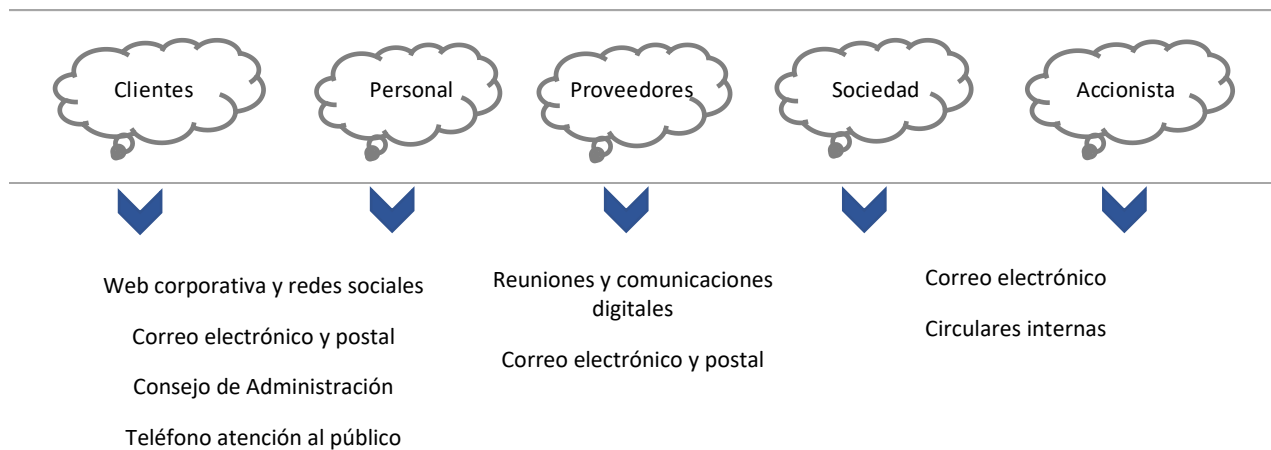 Clientes
Personal
Proveedores
Sociedad
Accionista
Web corporativa y redes sociales
Correo electrónico y postal
Consejo de Administración
Teléfono atención al público
Reuniones y comunicaciones
digitales
Correo electrónico y postal
Correo electrónico
Circulares internas